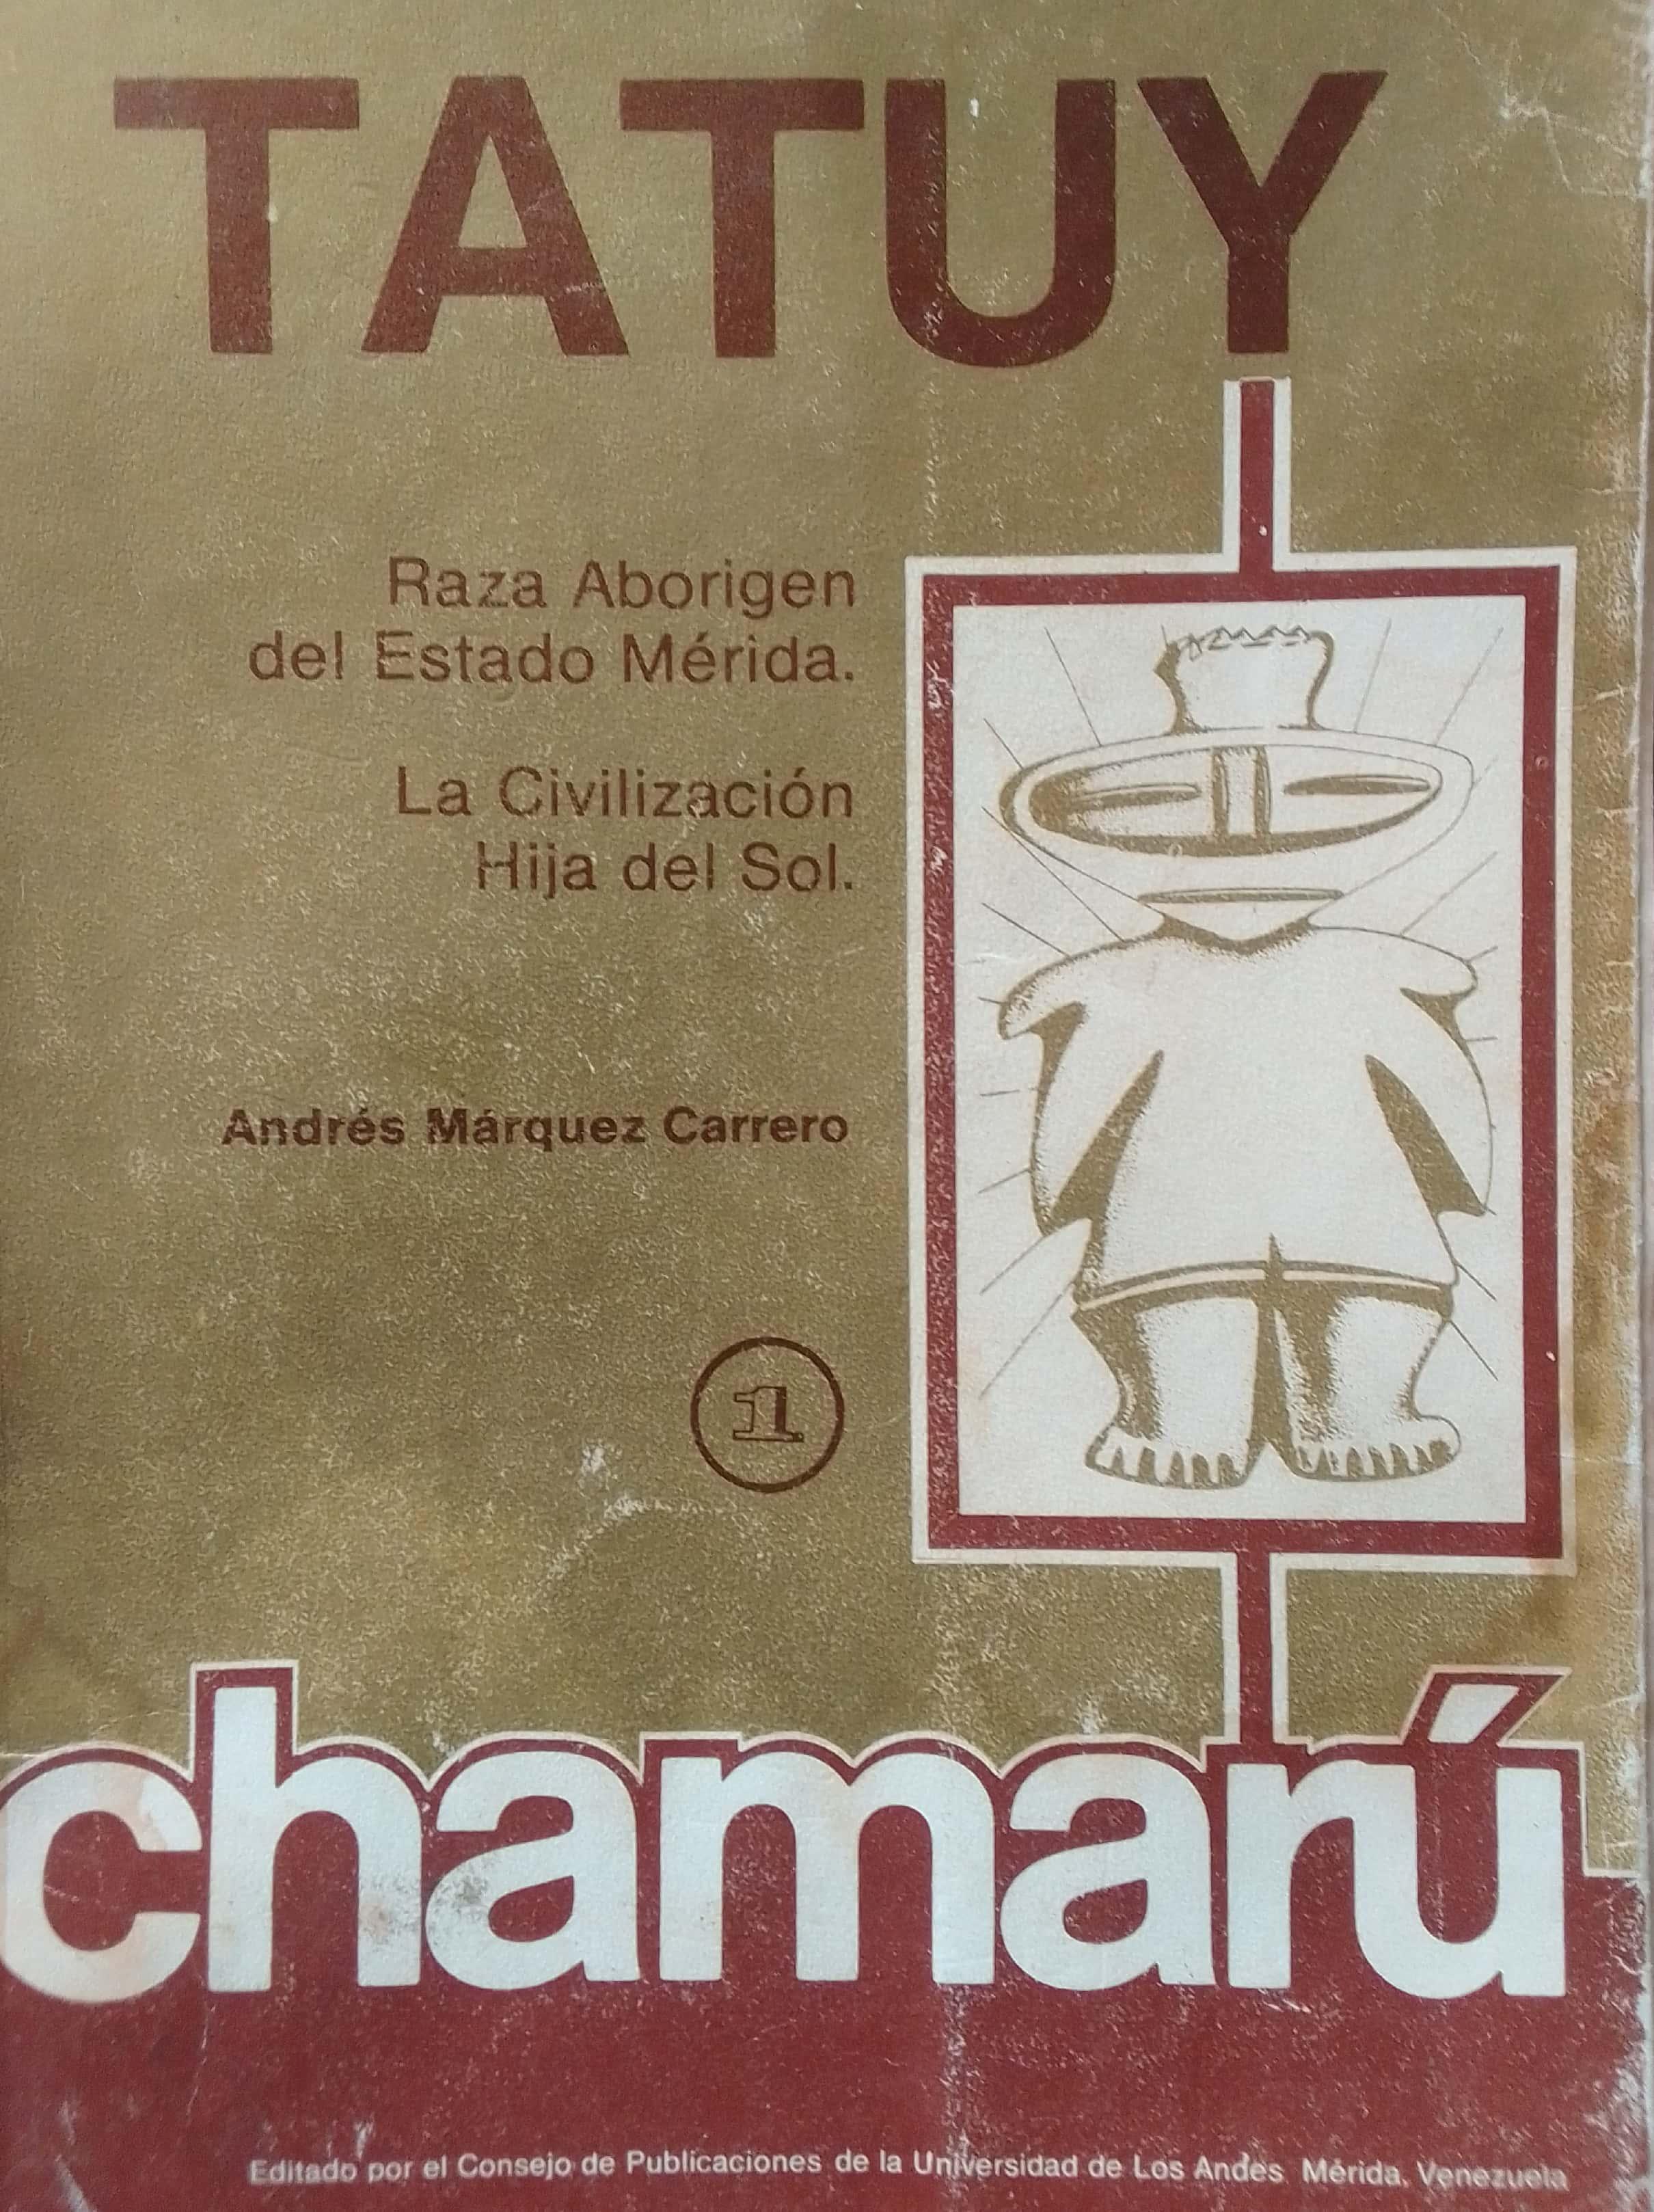 TATUY
Raza Aborigen
del Estado Mérida.
La Civilización
Hija del Sol.
Andrés Márquez Carrero
1
chamarú
Editado por el Consejo de Publicaciones de la Universidad de Los Andes. Mérida, Venezuela